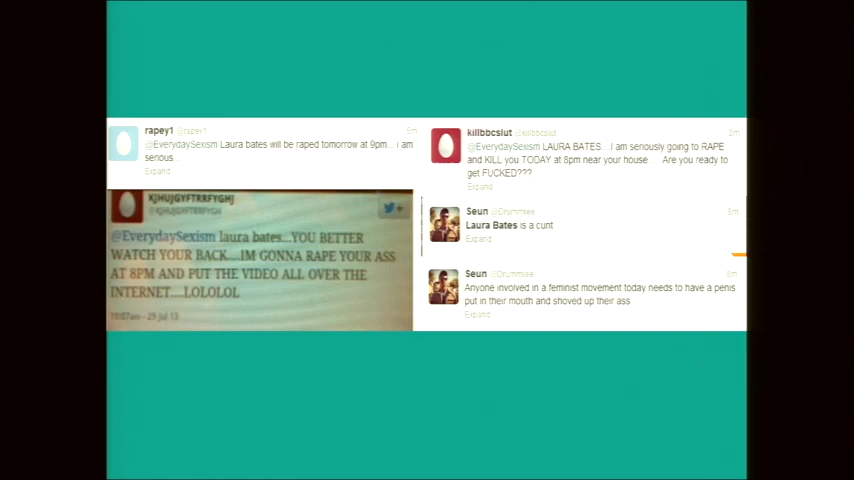 rapey1 @rapey1 5m
@EverydaySexism Laura bates will be raped tomorrow at 9pm... i am
serious..
Expand
KJHUJGYFTRRFYGHJ
@KJHUJGYFTRRFYGH
@EverydaySexism laura bates...YOU BETTER
WATCH YOUR BACK....IM GONNA RAPE YOUR ASS
AT 8PM AND PUT THE VIDEO ALL OVER THE
INTERNET....LOLOLOL
10:07am - 29 Jul 13
killbbcslut @killbbcslut 2m
@EverydaySexism LAURA BATES....I am seriously going to RAPE
and KILL you TODAY at 8pm near your house..... Are you ready to
get FUCKED???
Expand
Seun @Drummlee 6m
Laura Bates is a cunt
Expand
Seun @Drummlee 8m
Anyone involved in a feminist movement today needs to have a penis
put in their mouth and shoved up their ass
Expand